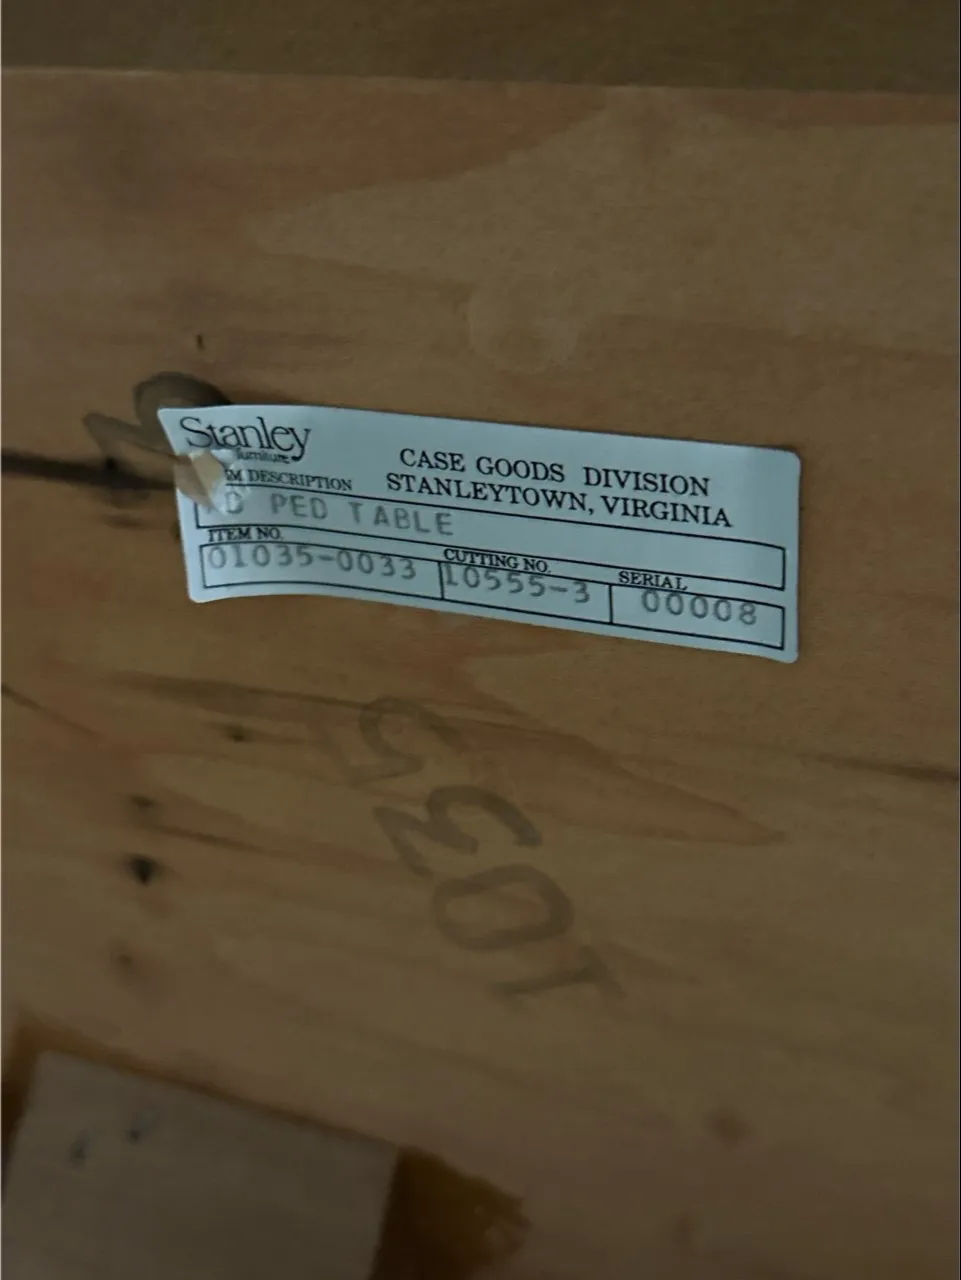 Stanley
furniture
CASE GOODS DIVISION
STANLEYTOWN, VIRGINIA
DESCRIPTION
PED TABLE
ITEM NO.
CUTTING NO.
SERIAL
01035-0033
10555-3
00008
1035